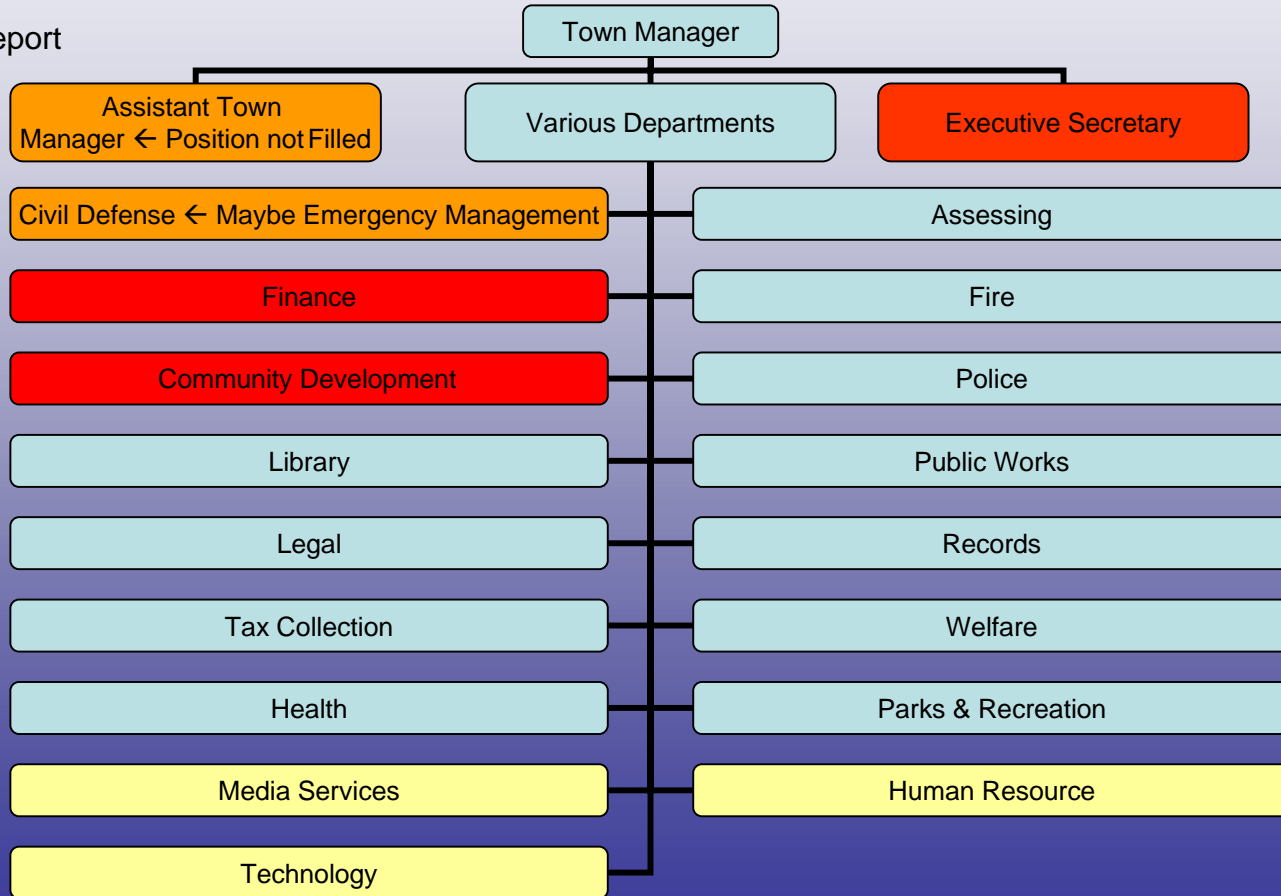 eport
Town Manager
Assistant Town
Manager ← Position not Filled
Various Departments
Executive Secretary
Civil Defense ← Maybe Emergency Management
Assessing
Finance
Fire
Community Development
Police
Library
Public Works
Legal
Records
Tax Collection
Welfare
Health
Parks & Recreation
Media Services
Human Resource
Technology